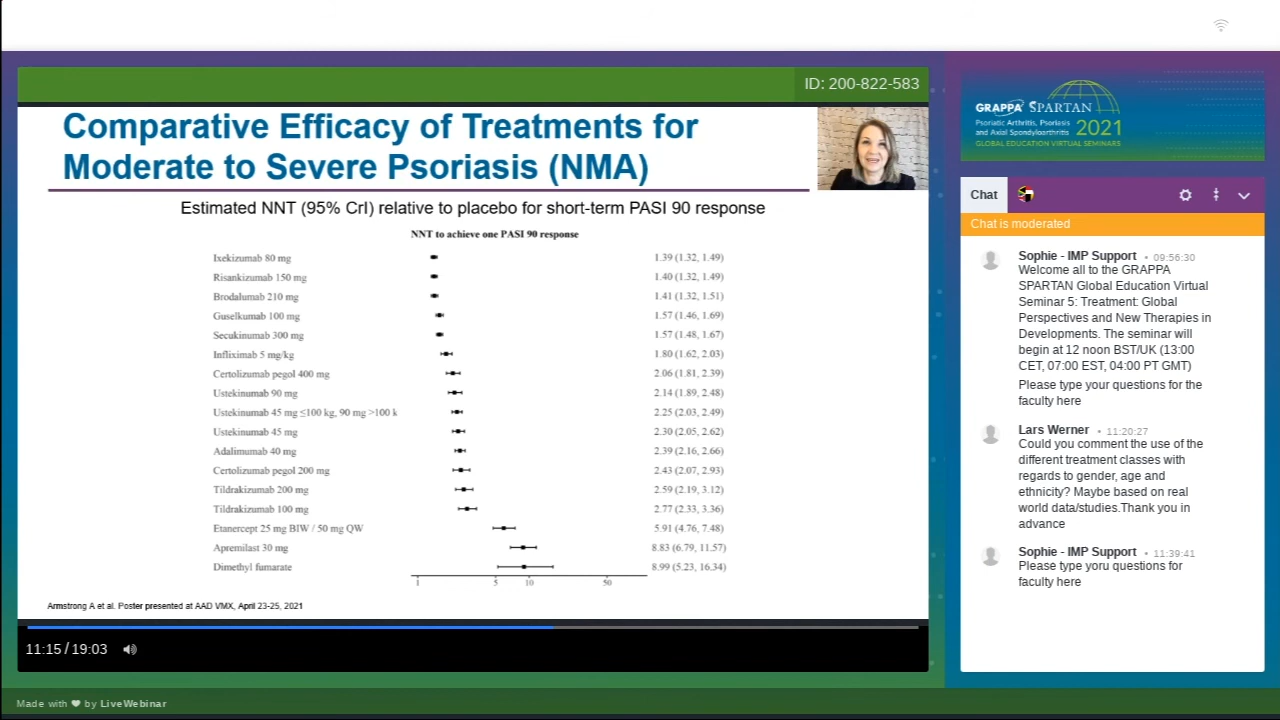 ID: 200-822-583
Comparative Efficacy of Treatments for
Moderate to Severe Psoriasis (NMA)
Estimated NNT (95% CrI) relative to placebo for short-term PASI 90 response
NNT to achieve one PASI 90 response
Ixekizumab 80 mg 1.39 (1.32, 1.49)
Risankizumab 150 mg 1.40 (1.32, 1.49)
Brodalumab 210 mg 1.41 (1.32, 1.51)
Guselkumab 100 mg 1.57 (1.46, 1.69)
Secukinumab 300 mg 1.57 (1.48, 1.67)
Infliximab 5 mg/kg 1.80 (1.62, 2.03)
Certolizumab pegol 400 mg 2.06 (1.81, 2.39)
Ustekinumab 90 mg 2.14 (1.89, 2.48)
Ustekinumab 45 mg ≤100 kg, 90 mg >100 k 2.25 (2.03, 2.49)
Ustekinumab 45 mg 2.30 (2.05, 2.62)
Adalimumab 40 mg 2.39 (2.16, 2.66)
Certolizumab pegol 200 mg 2.43 (2.07, 2.93)
Tildrakizumab 200 mg 2.59 (2.19, 3.12)
Tildrakizumab 100 mg 2.77 (2.33, 3.36)
Etanercept 25 mg BIW / 50 mg QW 5.91 (4.76, 7.48)
Apremilast 30 mg 8.83 (6.79, 11.57)
Dimethyl fumarate 8.99 (5.23, 16.34)
1 5 10 50
Armstrong A et al. Poster presented at AAD VMX, April 23-25, 2021
11:15 / 19:03
Made with ❤ by LiveWebinar
GRAPPA SPARTAN
Psoriatic Arthritis, Psoriasis
and Axial Spondyloarthritis 2021
GLOBAL EDUCATION VIRTUAL SEMINARS
Chat
Chat is moderated
Sophie - IMP Support • 09:56:30
Welcome all to the GRAPPA
SPARTAN Global Education Virtual
Seminar 5: Treatment: Global
Perspectives and New Therapies in
Developments. The seminar will
begin at 12 noon BST/UK (13:00
CET, 07:00 EST, 04:00 PT GMT)
Please type your questions for the
faculty here
Lars Werner • 11:20:27
Could you comment the use of the
different treatment classes with
regards to gender, age and
ethnicity? Maybe based on real
world data/studies.Thank you in
advance
Sophie - IMP Support • 11:39:41
Please type yoru questions for
faculty here